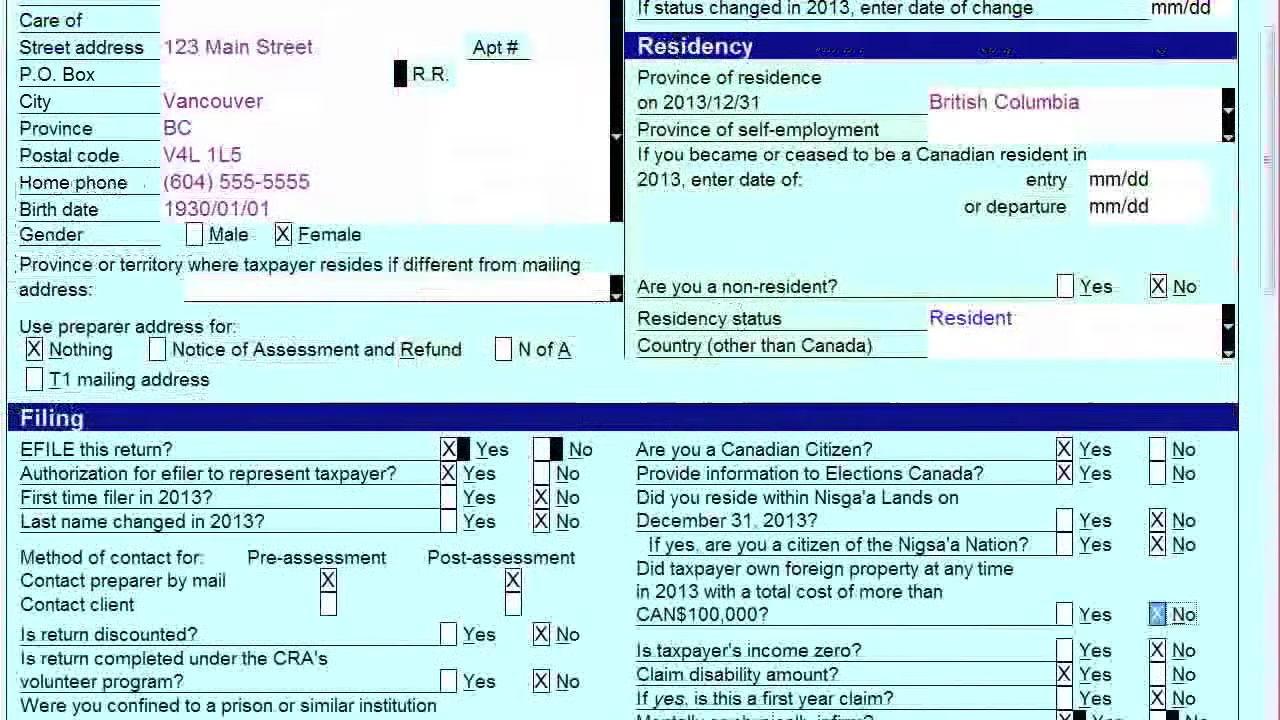 Care of
Street address 123 Main Street Apt #
P.O. Box R.R.
City Vancouver
Province BC
Postal code V4L 1L5
Home phone (604) 555-5555
Birth date 1930/01/01
Gender Male X Female
Province or territory where taxpayer resides if different from mailing
address:
Use preparer address for:
X Nothing Notice of Assessment and Refund N of A
T1 mailing address
If status changed in 2013, enter date of change mm/dd
Residency
Province of residence
on 2013/12/31 British Columbia
Province of self-employment
If you became or ceased to be a Canadian resident in
2013, enter date of: entry mm/dd
or departure mm/dd
Are you a non-resident? Yes X No
Residency status Resident
Country (other than Canada)
Filing
EFILE this return? X Yes No
Authorization for efiler to represent taxpayer? X Yes No
First time filer in 2013? Yes X No
Last name changed in 2013? Yes X No
Method of contact for: Pre-assessment Post-assessment
Contact preparer by mail X X
Contact client
Is return discounted? Yes X No
Is return completed under the CRA's
volunteer program? Yes X No
Were you confined to a prison or similar institution
Are you a Canadian Citizen? X Yes No
Provide information to Elections Canada? X Yes No
Did you reside within Nisga'a Lands on
December 31, 2013? Yes X No
If yes, are you a citizen of the Nigsa'a Nation? Yes X No
Did taxpayer own foreign property at any time
in 2013 with a total cost of more than
CAN$100,000? Yes X No
Is taxpayer's income zero? Yes X No
Claim disability amount? X Yes No
If yes, is this a first year claim? Yes X No
Mentally or physically infirm? X Yes No